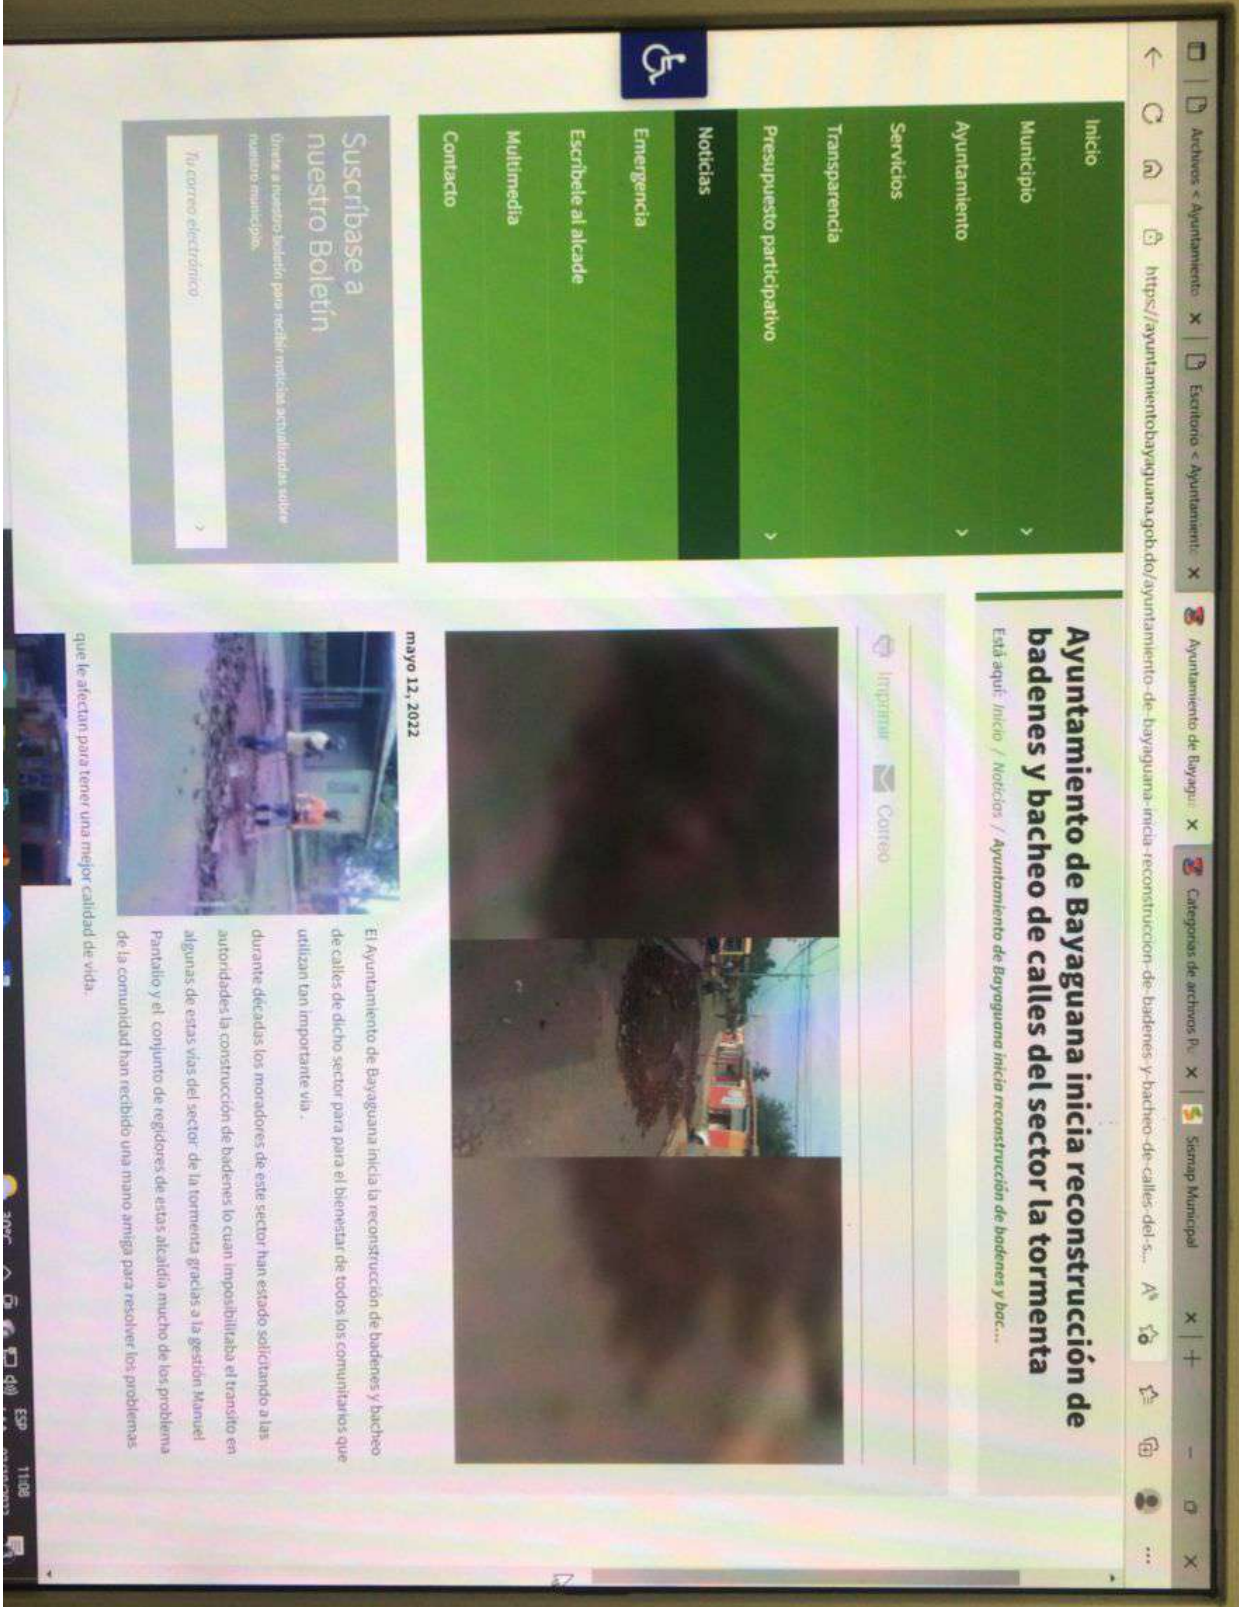 Archivos < Ayuntamiento
Escritorio < Ayuntamiento
Ayuntamiento de Bayagu
Categorias de archivos Pu
Sismap Municipal
https://ayuntamientobayaguana.gob.do/ayuntamiento-de-bayaguana-inicia-reconstruccion-de-badenes-y-bacheo-de-calles-del-s...
Inicio
Municipio
Ayuntamiento
Servicios
Transparencia
Presupuesto participativo
Noticias
Emergencia
Escríbele al alcade
Multimedia
Contacto
Suscríbase a
nuestro Boletín
Únete a nuestro boletín para recibir noticias actualizadas sobre
nuestro municipio.
Tu correo electrónico
Ayuntamiento de Bayaguana inicia reconstrucción de
badenes y bacheo de calles del sector la tormenta
Está aquí: Inicio / Noticias / Ayuntamiento de Bayaguana inicia reconstrucción de badenes y bac...
Imprimir Correo
mayo 12, 2022
El Ayuntamiento de Bayaguana inicia la reconstrucción de badenes y bacheo
de calles de dicho sector para para el bienestar de todos los comunitarios que
utilizan tan importante vía.
durante décadas los moradores de este sector han estado solicitando a las
autoridades la construcción de badenes lo cuan imposibilitaba el transito en
algunas de estas vías del sector de la tormenta gracias a la gestión Manuel
Pantalio y el conjunto de regidores de estas alcaldía mucho de los problema
de la comunidad han recibido una mano amiga para resolver los problemas
que le afectan para tener una mejor calidad de vida.
30°C
ESP
11:08